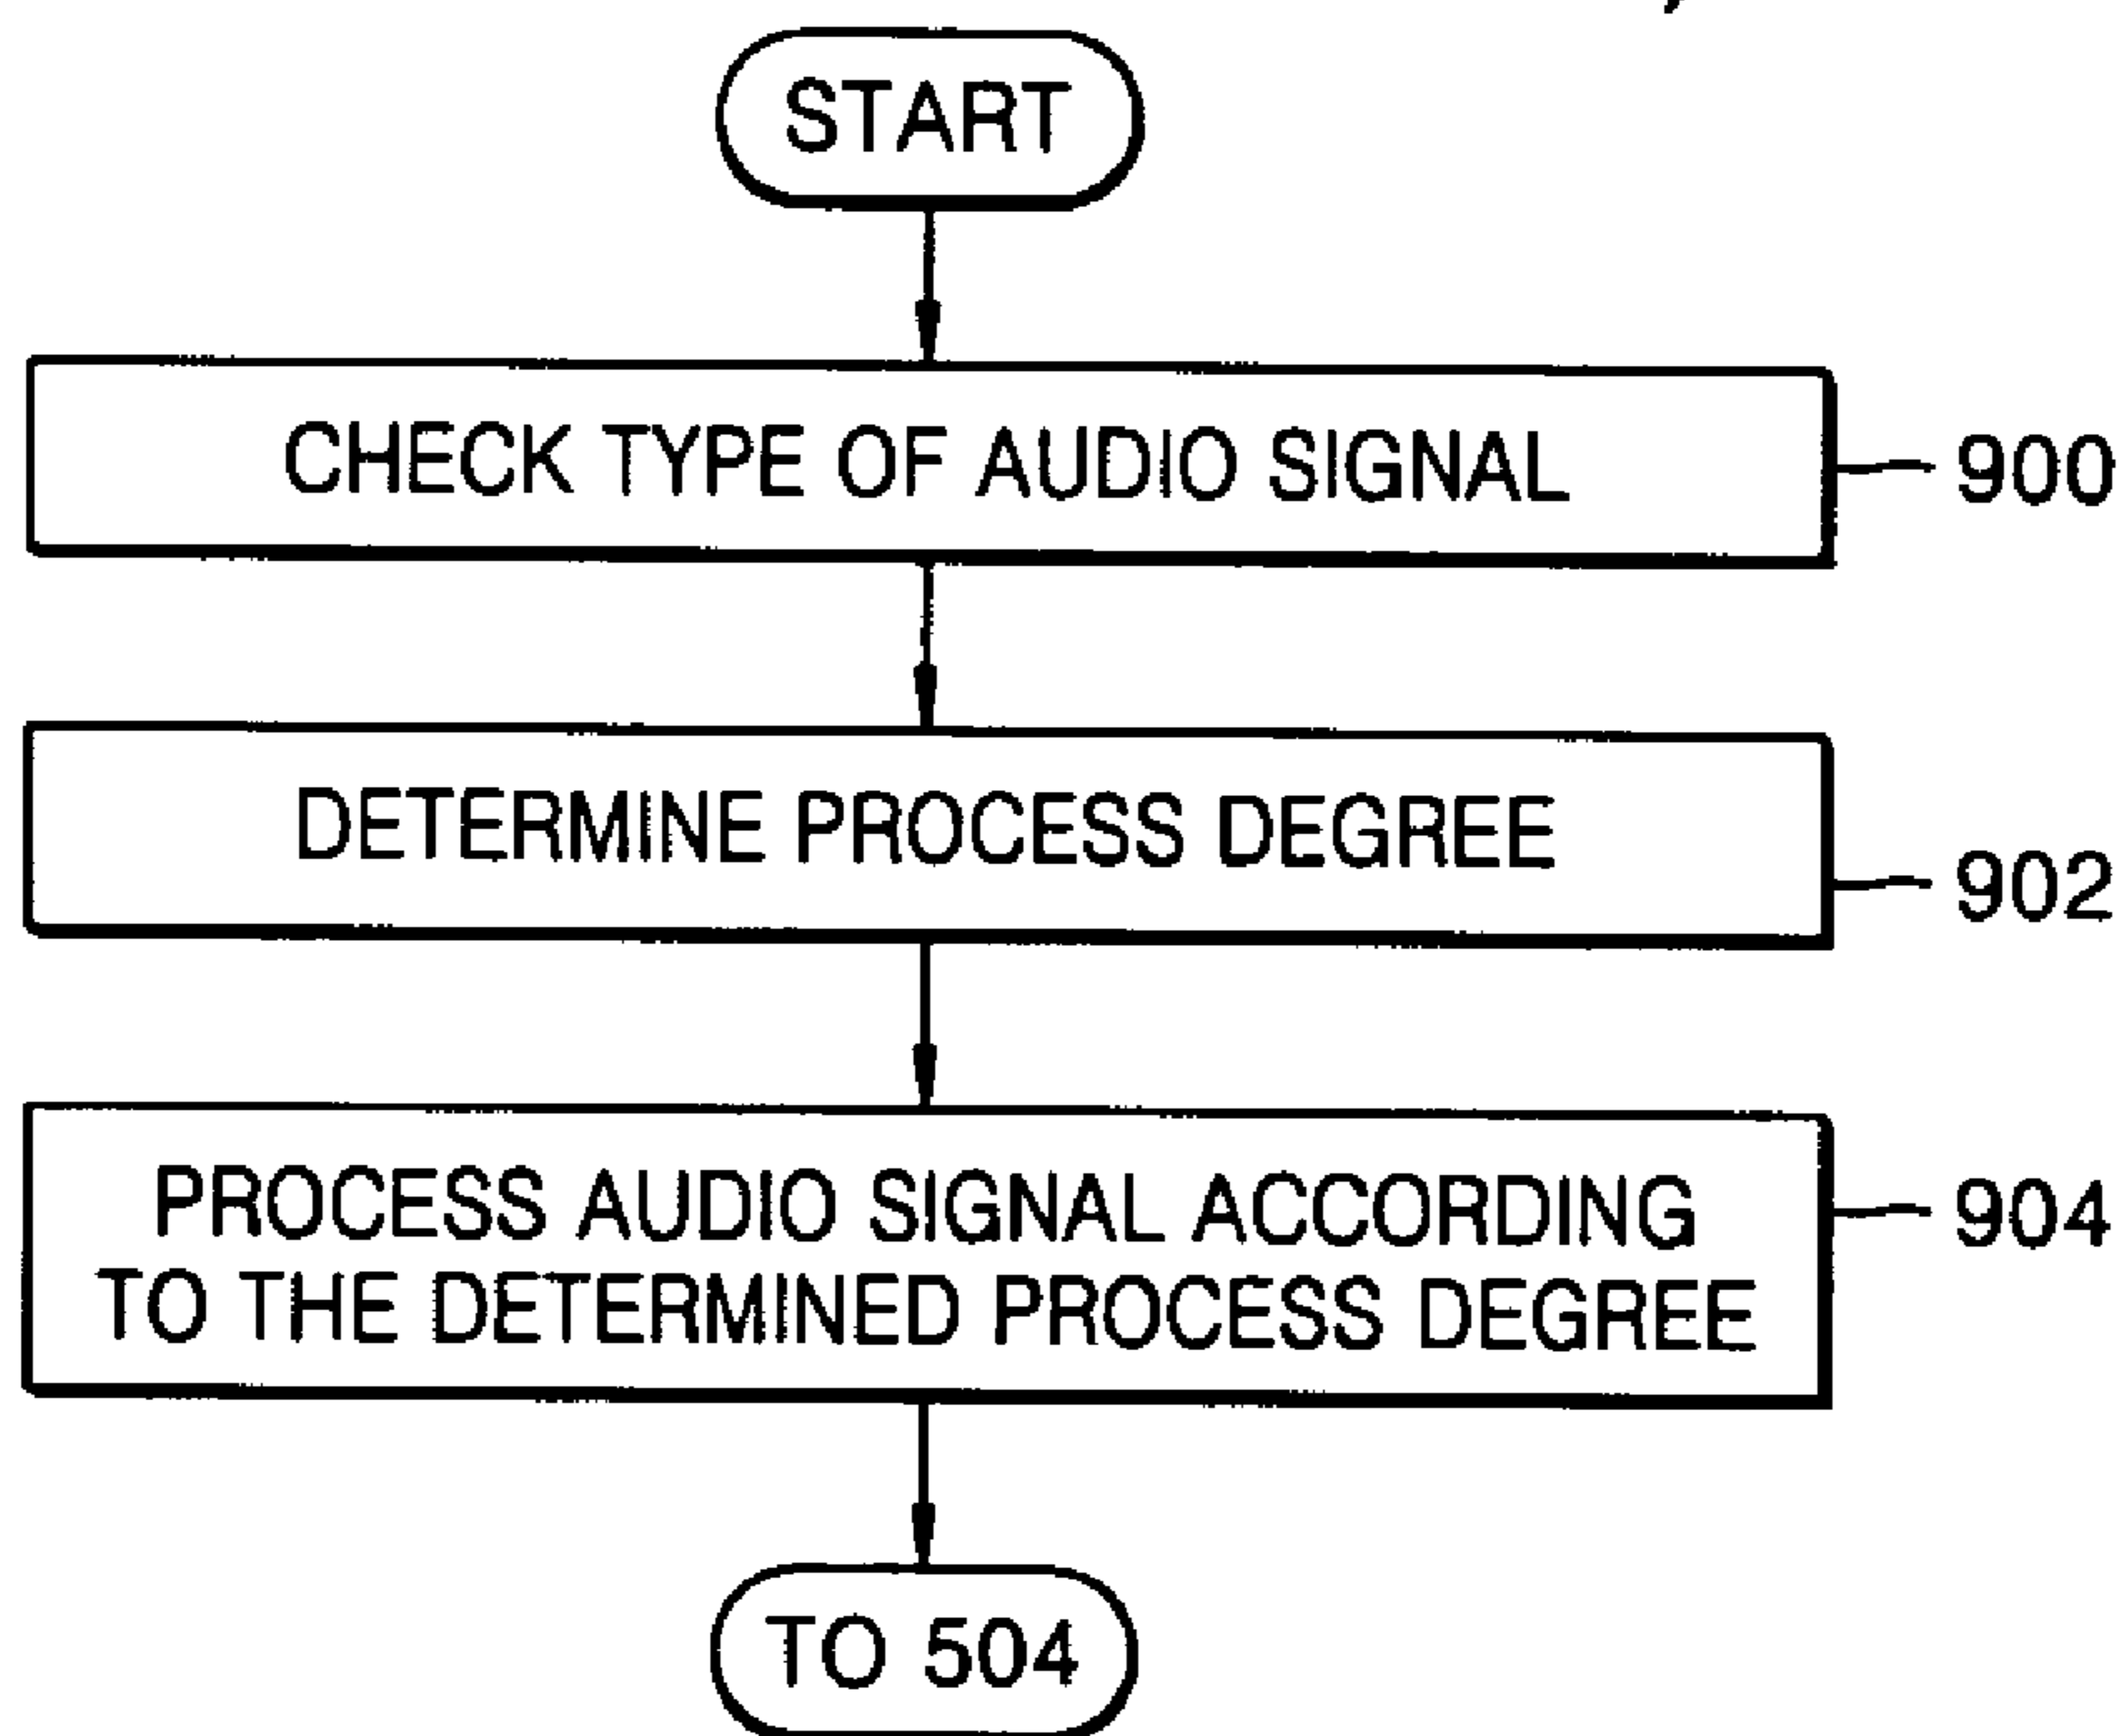 START
CHECK TYPE OF AUDIO SIGNAL
900
DETERMINE PROCESS DEGREE
902
PROCESS AUDIO SIGNAL ACCORDING
TO THE DETERMINED PROCESS DEGREE
904
TO 504